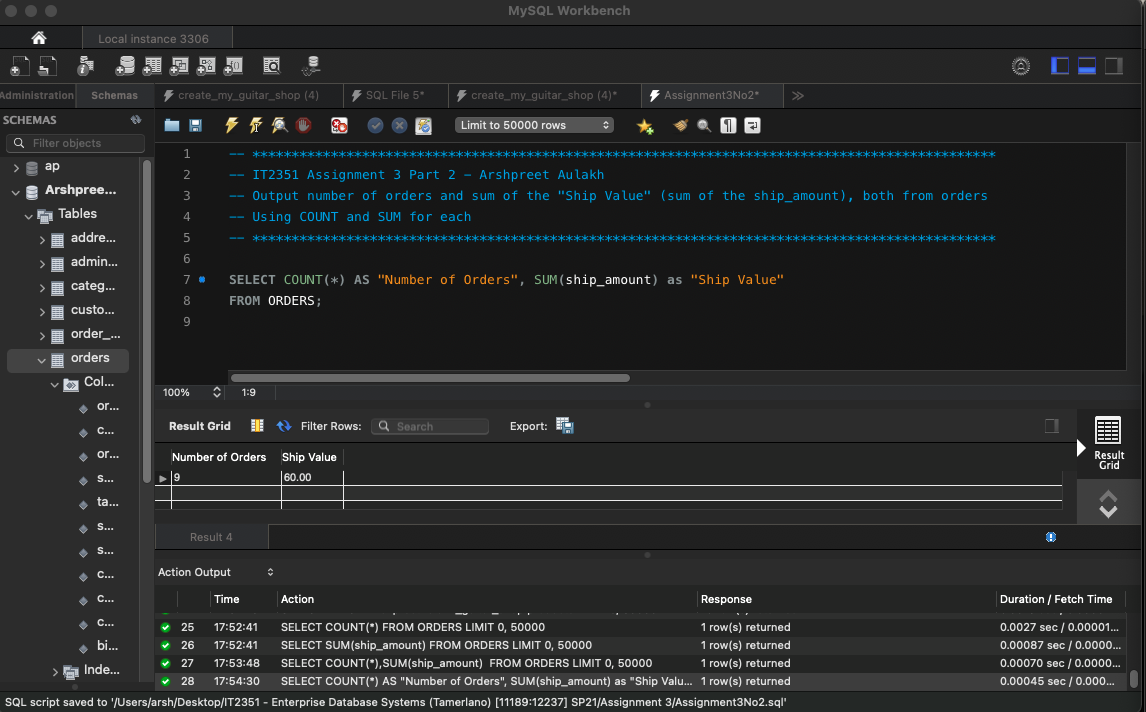 MySQL Workbench
Local instance 3306
Administration Schemas create_my_guitar_shop (4) SQL File 5* create_my_guitar_shop (4)* Assignment3No2*
SCHEMAS
Filter objects
Limit to 50000 rows
ap
Arshpree...
Tables
addre...
admin...
categ...
custo...
order_...
orders
Col...
or...
c...
or...
s...
ta...
s...
s...
c...
c...
c...
bi...
Inde...
1 -- ***********************************************************************************************
2 -- IT2351 Assignment 3 Part 2 - Arshpreet Aulakh
3 -- Output number of orders and sum of the "Ship Value" (sum of the ship_amount), both from orders
4 -- Using COUNT and SUM for each
5 -- ***********************************************************************************************
6
7 SELECT COUNT(*) AS "Number of Orders", SUM(ship_amount) as "Ship Value"
8 FROM ORDERS;
9
100% 1:9
Result Grid Filter Rows: Search Export:
Result Grid
Number of Orders Ship Value
9 60.00
Result 4
Action Output
Time Action Response Duration / Fetch Time
25 17:52:41 SELECT COUNT(*) FROM ORDERS LIMIT 0, 50000 1 row(s) returned 0.0027 sec / 0.00001...
26 17:52:41 SELECT SUM(ship_amount) FROM ORDERS LIMIT 0, 50000 1 row(s) returned 0.00087 sec / 0.0000...
27 17:53:48 SELECT COUNT(*),SUM(ship_amount)  FROM ORDERS LIMIT 0, 50000 1 row(s) returned 0.00070 sec / 0.0000...
28 17:54:30 SELECT COUNT(*) AS "Number of Orders", SUM(ship_amount) as "Ship Valu... 1 row(s) returned 0.00045 sec / 0.000...
SQL script saved to '/Users/arsh/Desktop/IT2351 - Enterprise Database Systems (Tamerlano) [11189:12237] SP21/Assignment 3/Assignment3No2.sql'